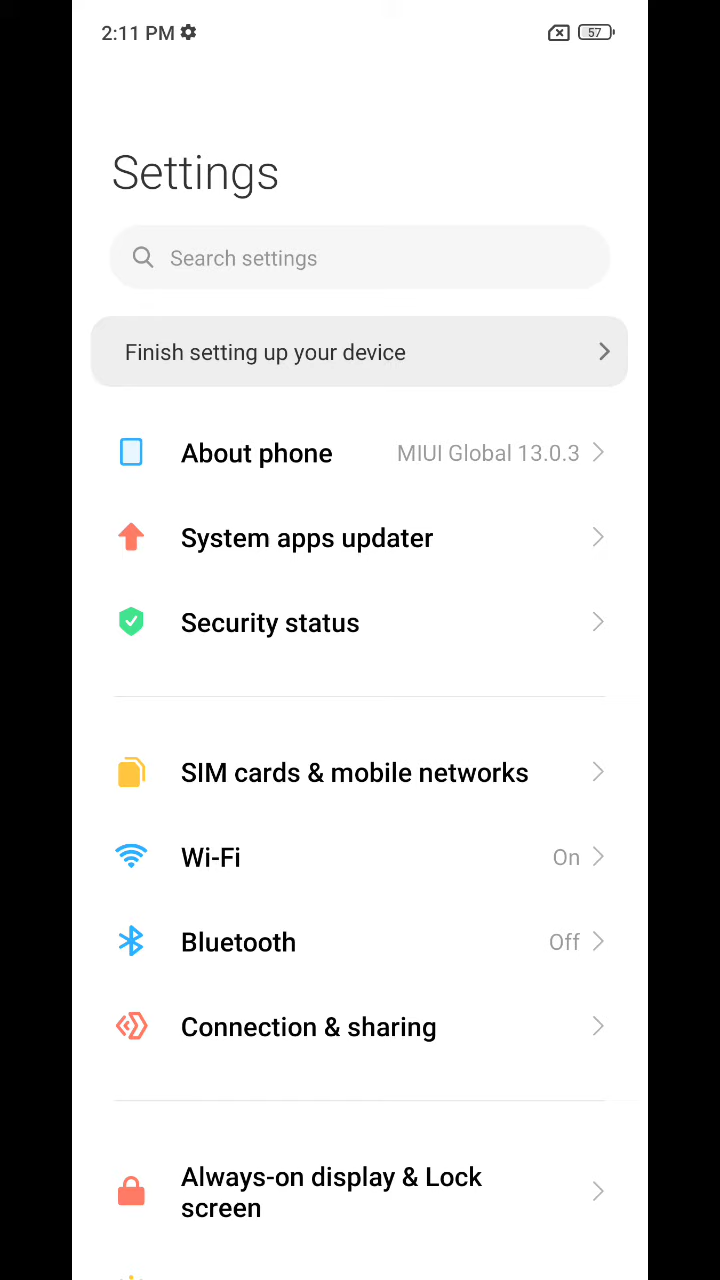 2:11 PM
57
Settings
Search settings
Finish setting up your device
About phone MIUI Global 13.0.3
System apps updater
Security status
SIM cards & mobile networks
Wi-Fi On
Bluetooth Off
Connection & sharing
Always-on display & Lock
screen